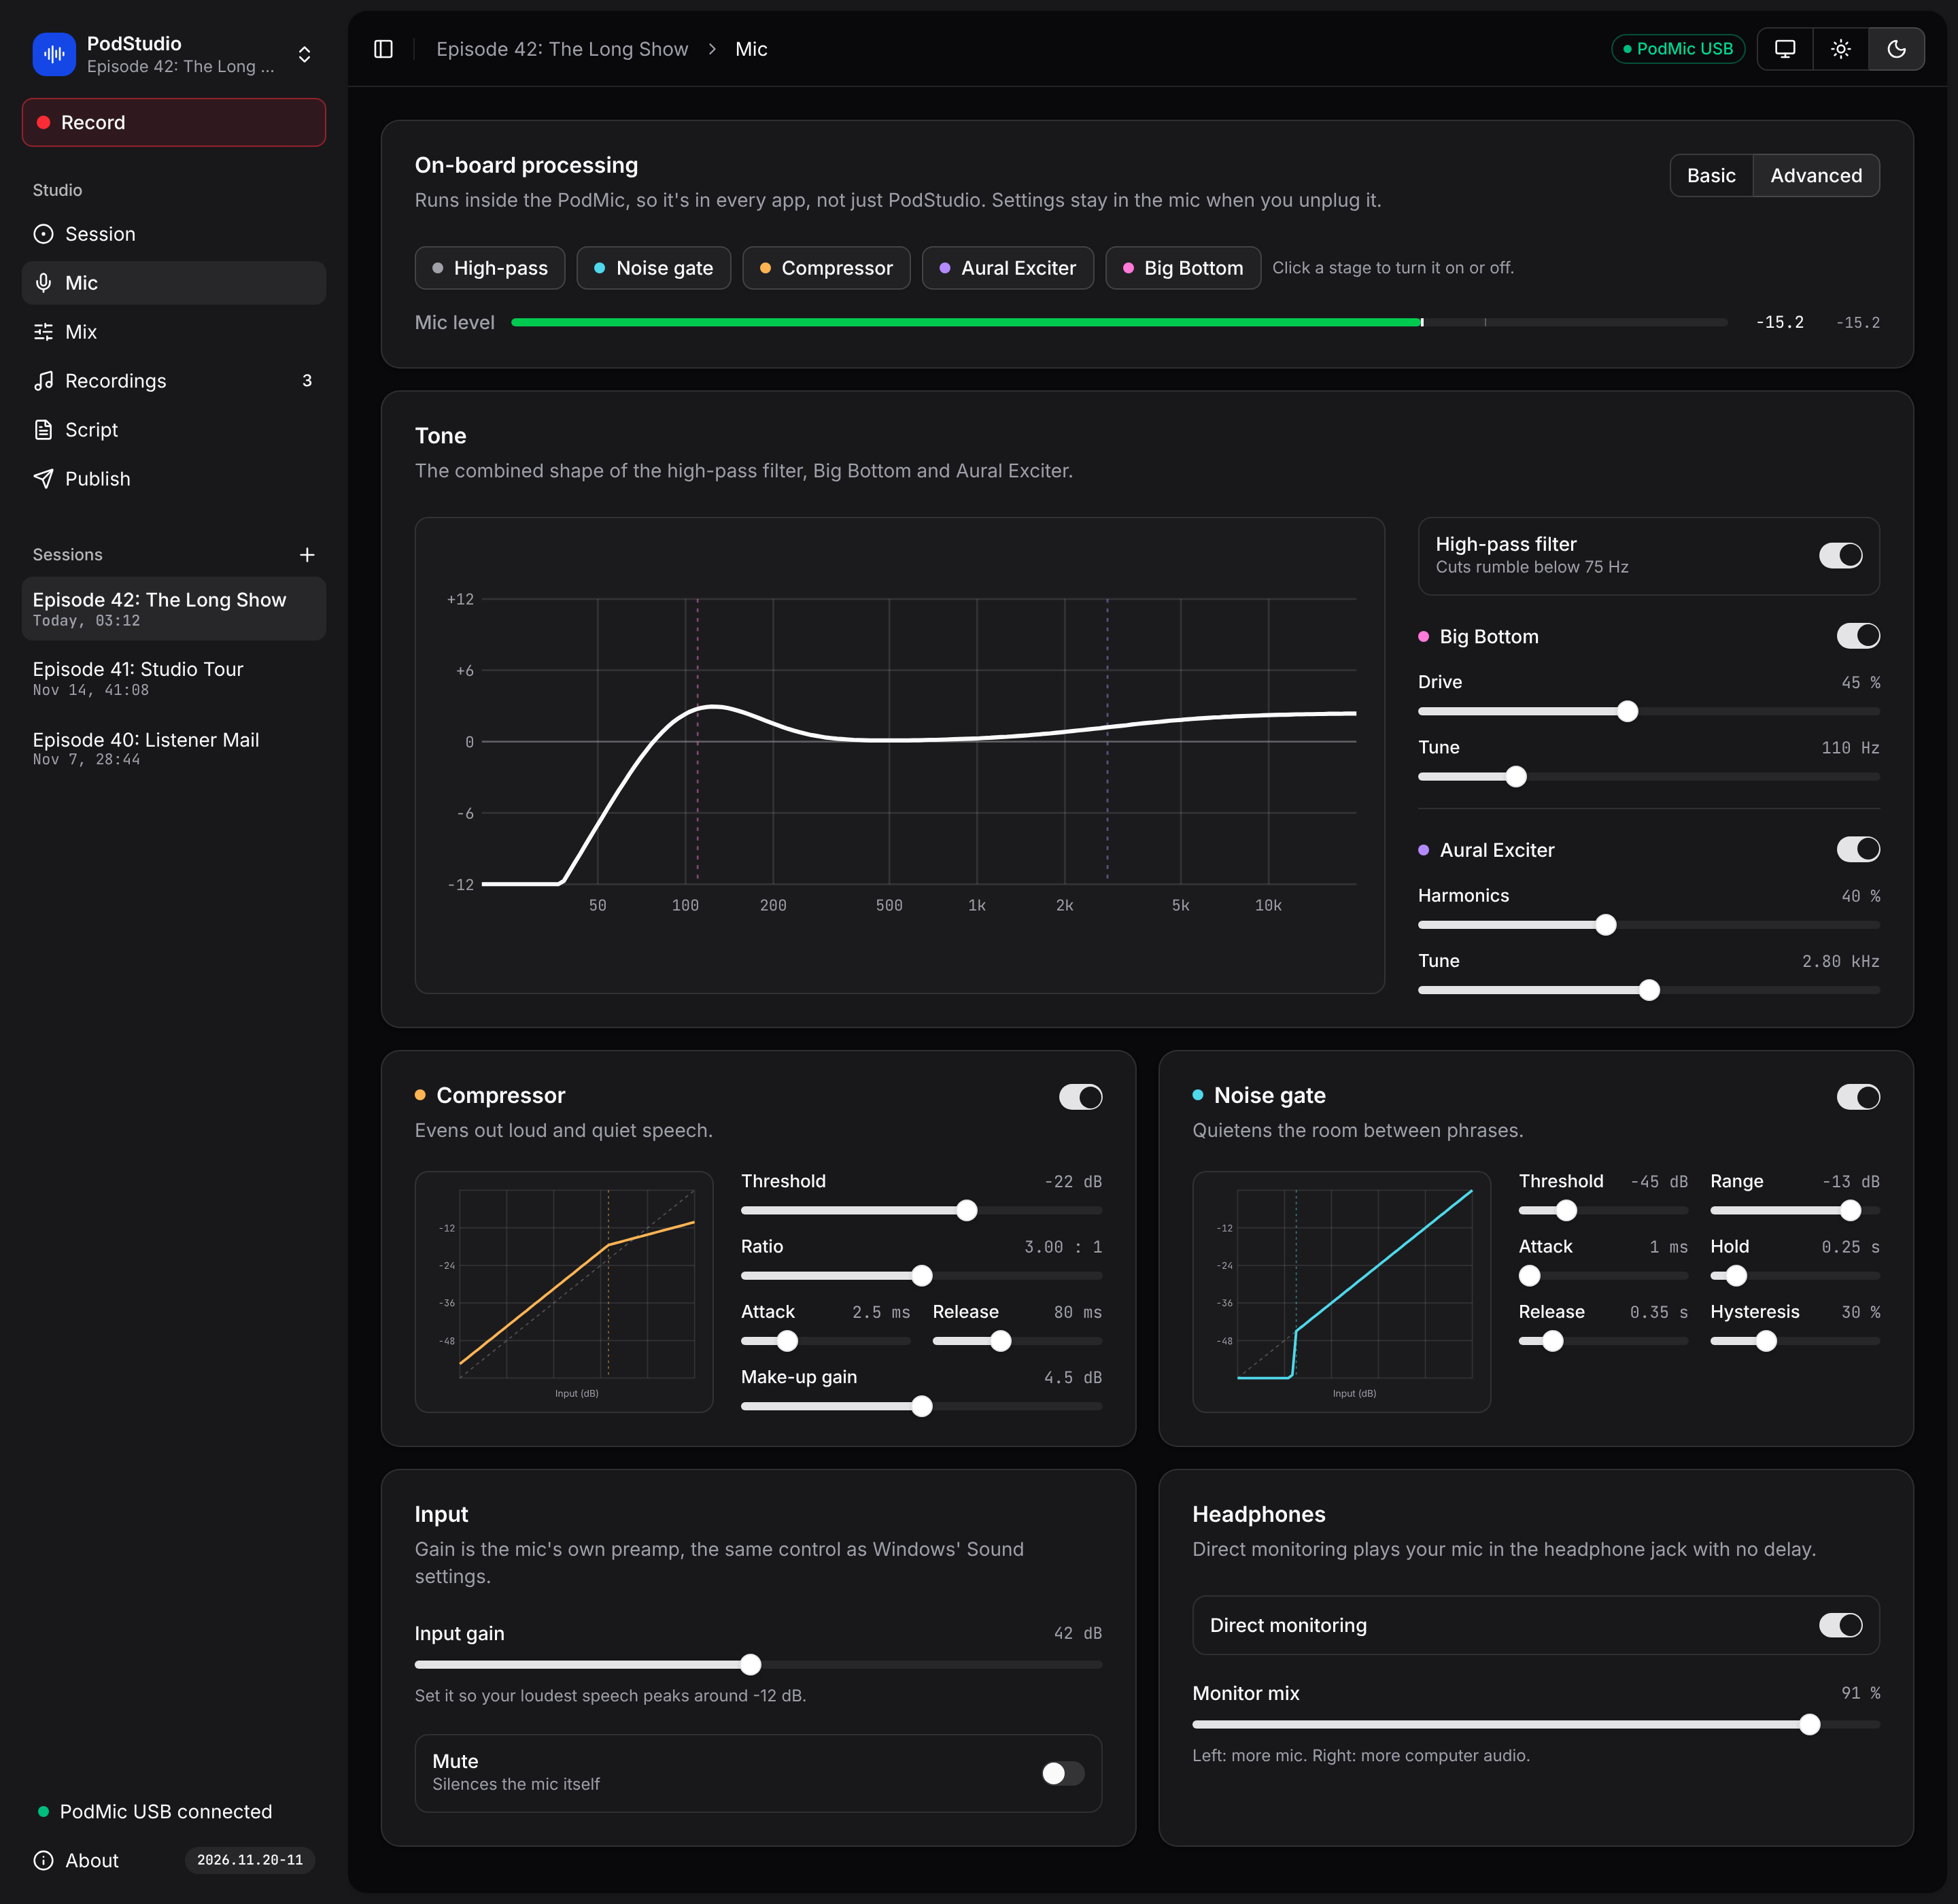 PodStudio
Episode 42: The Long ...
Record
Studio
Session
Mic
Mix
Recordings 3
Script
Publish
Sessions
Episode 42: The Long Show
Today, 03:12
Episode 41: Studio Tour
Nov 14, 41:08
Episode 40: Listener Mail
Nov 7, 28:44
PodMic USB connected
About 2026.11.20-11
Episode 42: The Long Show > Mic
PodMic USB
On-board processing
Runs inside the PodMic, so it's in every app, not just PodStudio. Settings stay in the mic when you unplug it.
Basic Advanced
High-pass Noise gate Compressor Aural Exciter Big Bottom Click a stage to turn it on or off.
Mic level -15.2 -15.2
Tone
The combined shape of the high-pass filter, Big Bottom and Aural Exciter.
+12
+6
0
-6
-12
50 100 200 500 1k 2k 5k 10k
High-pass filter
Cuts rumble below 75 Hz
Big Bottom
Drive 45 %
Tune 110 Hz
Aural Exciter
Harmonics 40 %
Tune 2.80 kHz
Compressor
Evens out loud and quiet speech.
-12
-24
-36
-48
Input (dB)
Threshold -22 dB
Ratio 3.00 : 1
Attack 2.5 ms Release 80 ms
Make-up gain 4.5 dB
Noise gate
Quietens the room between phrases.
-12
-24
-36
-48
Input (dB)
Threshold -45 dB Range -13 dB
Attack 1 ms Hold 0.25 s
Release 0.35 s Hysteresis 30 %
Input
Gain is the mic's own preamp, the same control as Windows' Sound
settings.
Input gain 42 dB
Set it so your loudest speech peaks around -12 dB.
Mute
Silences the mic itself
Headphones
Direct monitoring plays your mic in the headphone jack with no delay.
Direct monitoring
Monitor mix 91 %
Left: more mic. Right: more computer audio.